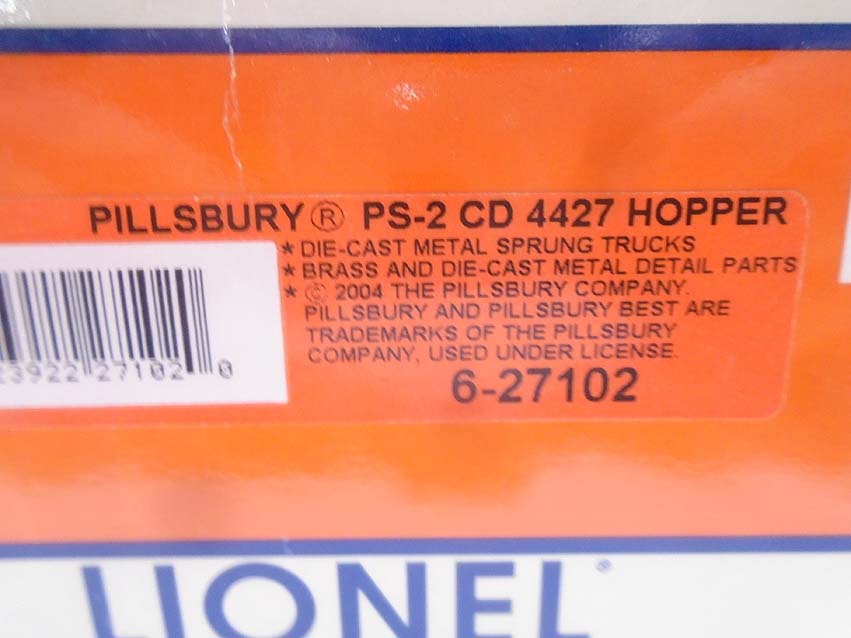 PILLSBURY® PS-2 CD 4427 HOPPER
* DIE-CAST METAL SPRUNG TRUCKS
* BRASS AND DIE-CAST METAL DETAIL PARTS
* © 2004 THE PILLSBURY COMPANY.
PILLSBURY AND PILLSBURY BEST ARE
TRADEMARKS OF THE PILLSBURY
COMPANY, USED UNDER LICENSE.
23922 27102 0
6-27102
LIONEL